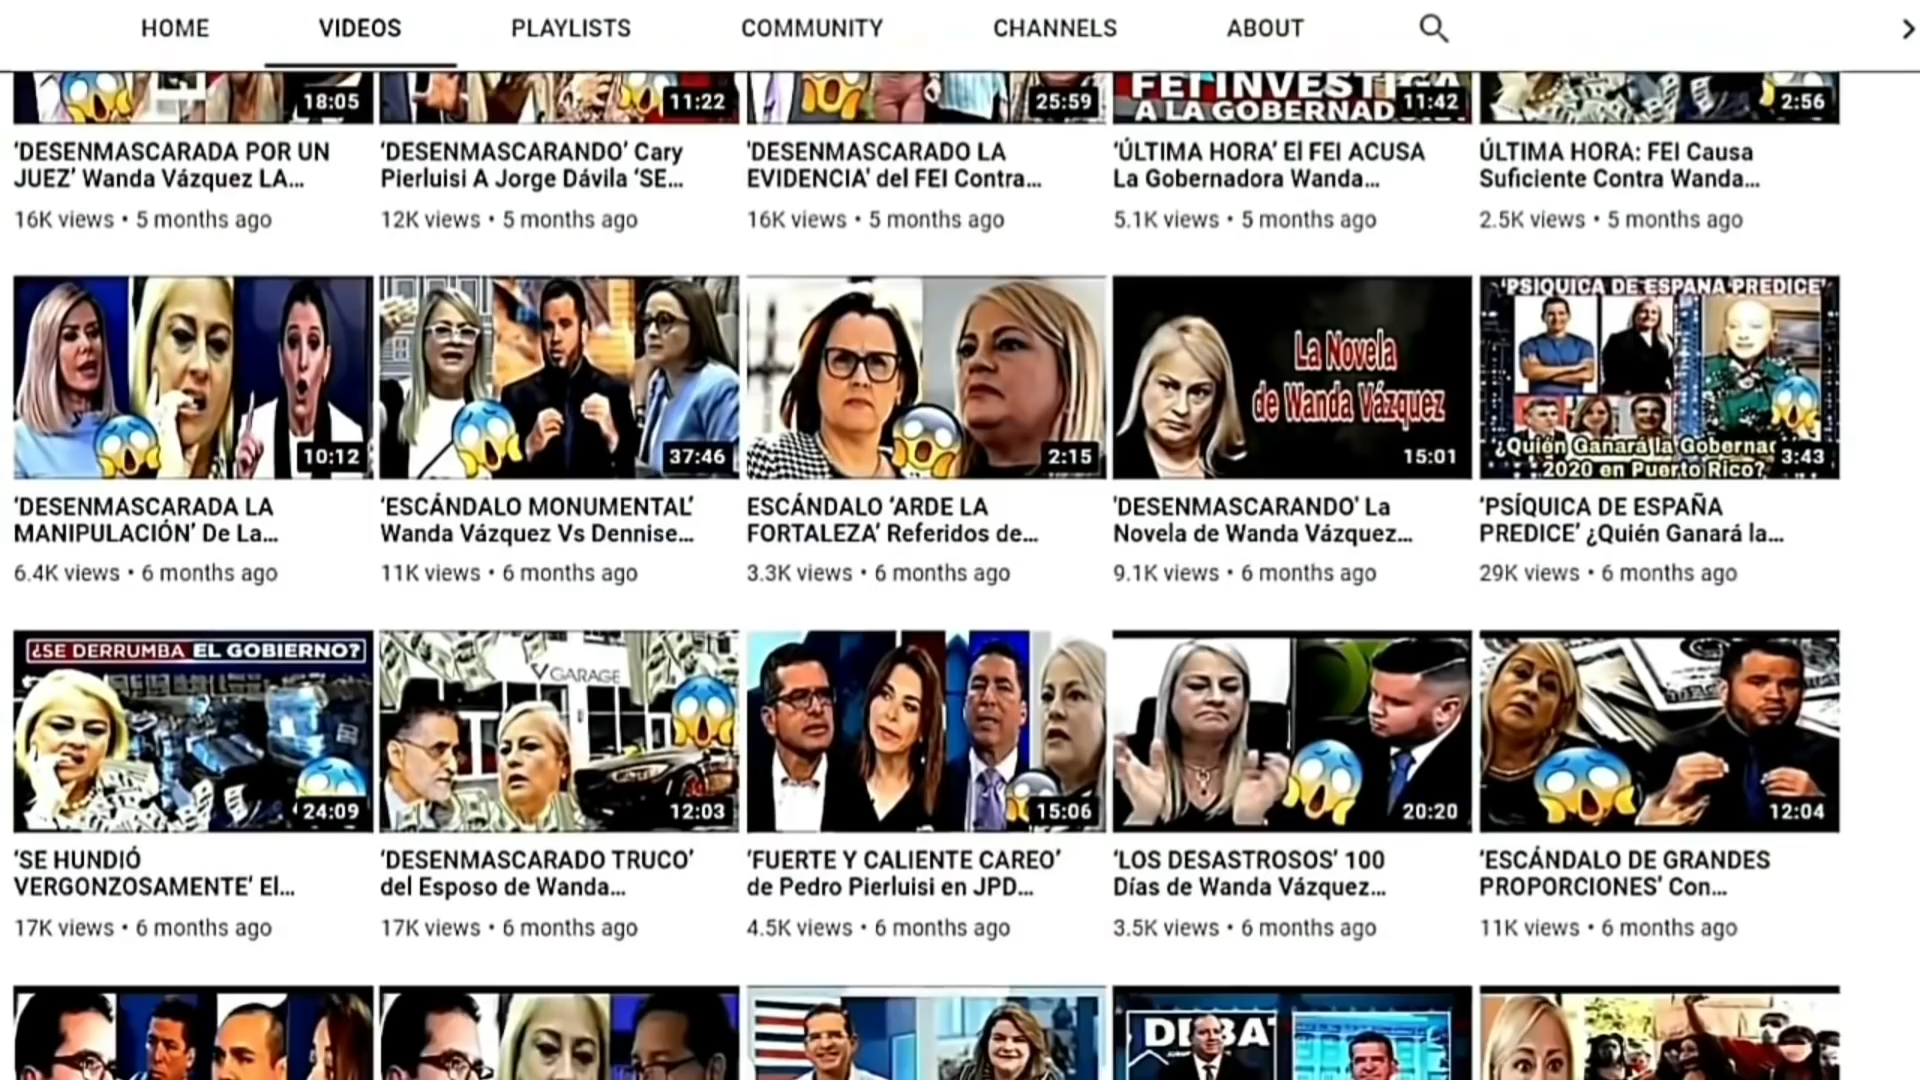 HOME VIDEOS PLAYLISTS COMMUNITY CHANNELS ABOUT
18:05
11:22
25:59
FEI INVESTIGA
A LA GOBERNAD
11:42
2:56
‘DESENMASCARADA POR UN
JUEZ’ Wanda Vázquez LA...
16K views • 5 months ago
‘DESENMASCARANDO’ Cary
Pierluisi A Jorge Dávila ‘SE...
12K views • 5 months ago
'DESENMASCARADO LA
EVIDENCIA' del FEI Contra...
16K views • 5 months ago
‘ÚLTIMA HORA’ El FEI ACUSA
La Gobernadora Wanda...
5.1K views • 5 months ago
ÚLTIMA HORA: FEI Causa
Suficiente Contra Wanda...
2.5K views • 5 months ago
10:12
37:46
2:15
La Novela
de Wanda Vázquez
15:01
'PSIQUICA DE ESPAÑA PREDICE'
¿Quién Ganará la Gobernac
2020 en Puerto Rico?
3:43
‘DESENMASCARADA LA
MANIPULACIÓN’ De La...
6.4K views • 6 months ago
‘ESCÁNDALO MONUMENTAL’
Wanda Vázquez Vs Dennise...
11K views • 6 months ago
ESCÁNDALO ‘ARDE LA
FORTALEZA’ Referidos de...
3.3K views • 6 months ago
'DESENMASCARANDO' La
Novela de Wanda Vázquez...
9.1K views • 6 months ago
‘PSÍQUICA DE ESPAÑA
PREDICE’ ¿Quién Ganará la...
29K views • 6 months ago
¿SE DERRUMBA EL GOBIERNO?
24:09
GARAGE
12:03
15:06
20:20
12:04
‘SE HUNDIÓ
VERGONZOSAMENTE’ El...
17K views • 6 months ago
‘DESENMASCARADO TRUCO’
del Esposo de Wanda...
17K views • 6 months ago
‘FUERTE Y CALIENTE CAREO’
de Pedro Pierluisi en JPD...
4.5K views • 6 months ago
‘LOS DESASTROSOS’ 100
Días de Wanda Vázquez...
3.5K views • 6 months ago
‘ESCÁNDALO DE GRANDES
PROPORCIONES’ Con...
11K views • 6 months ago
DEBAT